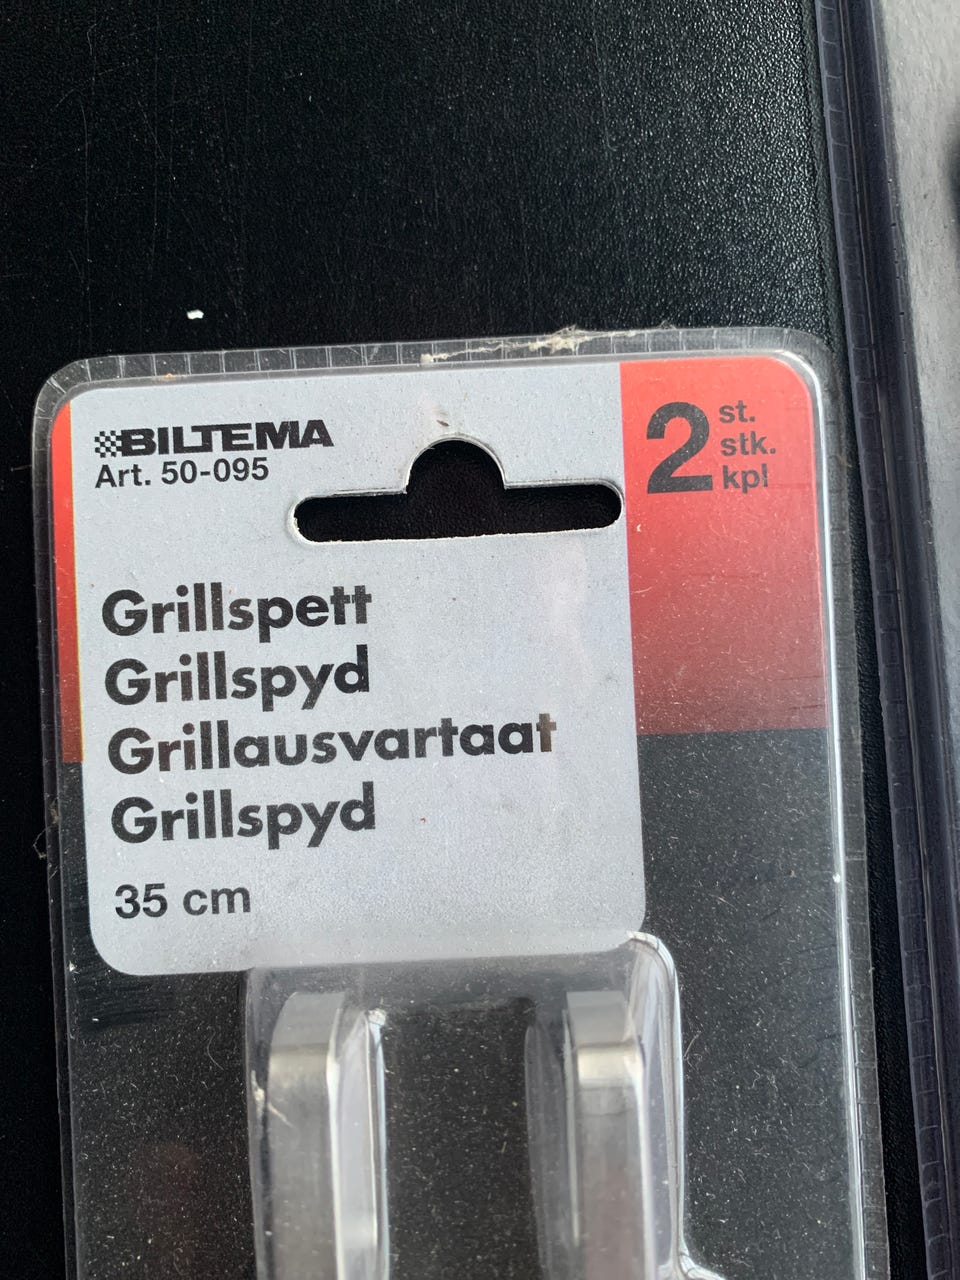 BILTEMA
Art. 50-095
2 st.
stk.
kpl
Grillspett
Grillspyd
Grillausvartaat
Grillspyd
35 cm